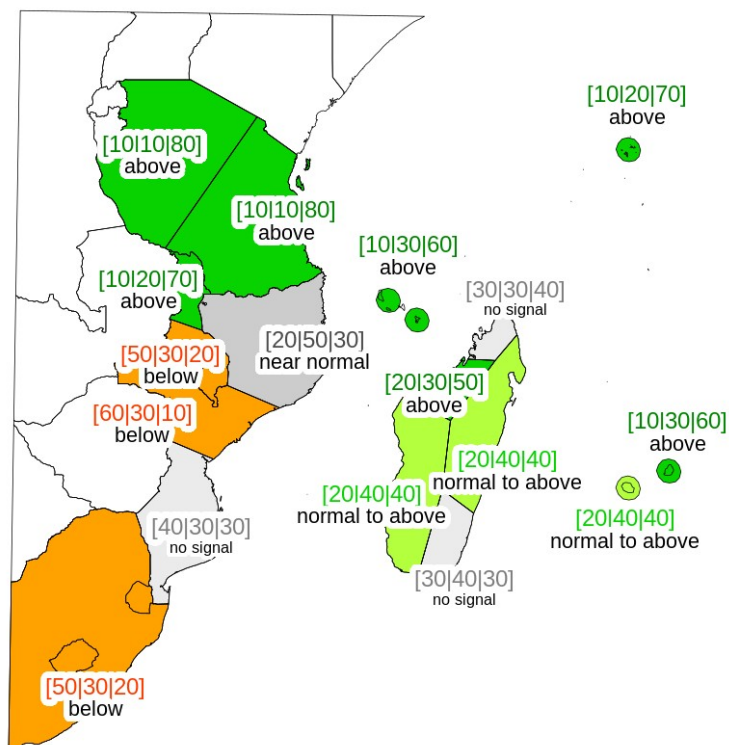 [10|20|70]
above
[10|10|80]
above
[10|10|80]
above
[10|30|60]
above
[10|20|70]
above
[30|30|40]
no signal
[20|50|30]
near normal
[50|30|20]
below
[20|30|50]
above
[60|30|10]
below
[10|30|60]
above
[20|40|40]
normal to above
[20|40|40]
normal to above
[20|40|40]
normal to above
[40|30|30]
no signal
[30|40|30]
no signal
[50|30|20]
below